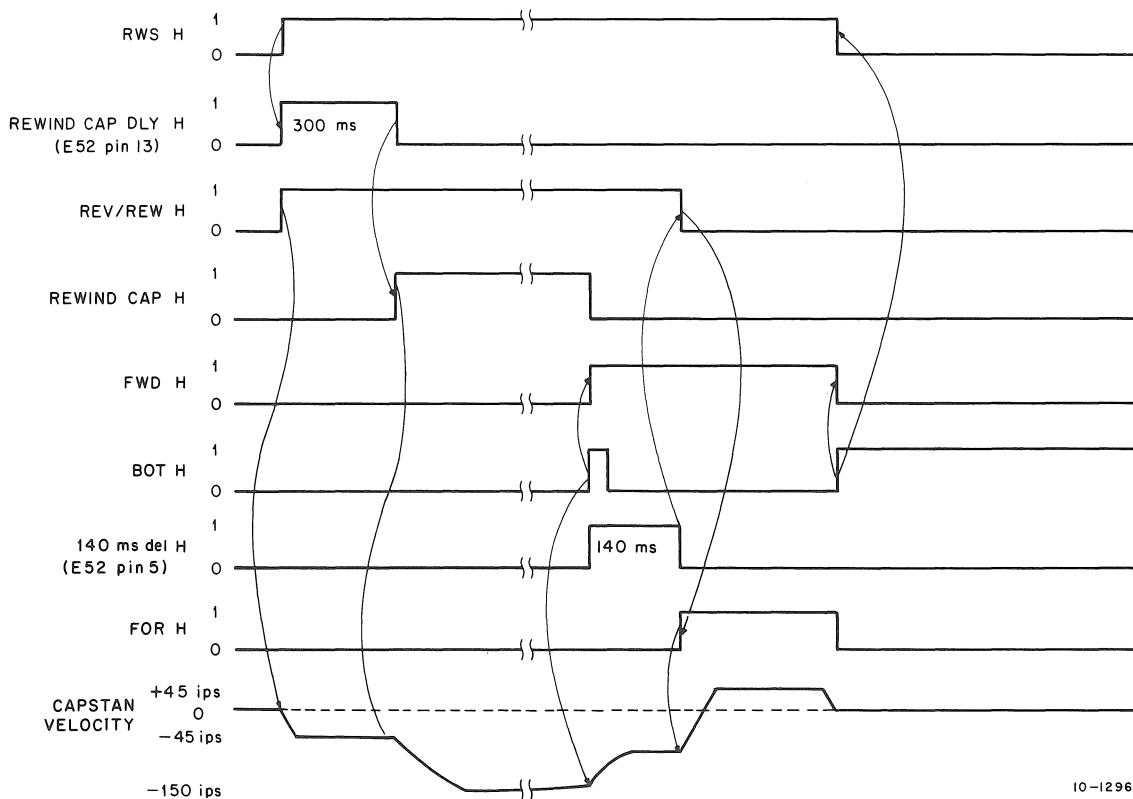 RWS H
1
0
REWIND CAP DLY H
(E52 pin 13)
1
0
300 ms
REV/REW H
1
0
REWIND CAP H
1
0
FWD H
1
0
BOT H
1
0
140 ms del H
(E52 pin 5)
1
0
140 ms
FOR H
1
0
CAPSTAN
VELOCITY
+45 ips
0
-45 ips
-150 ips
10-1296